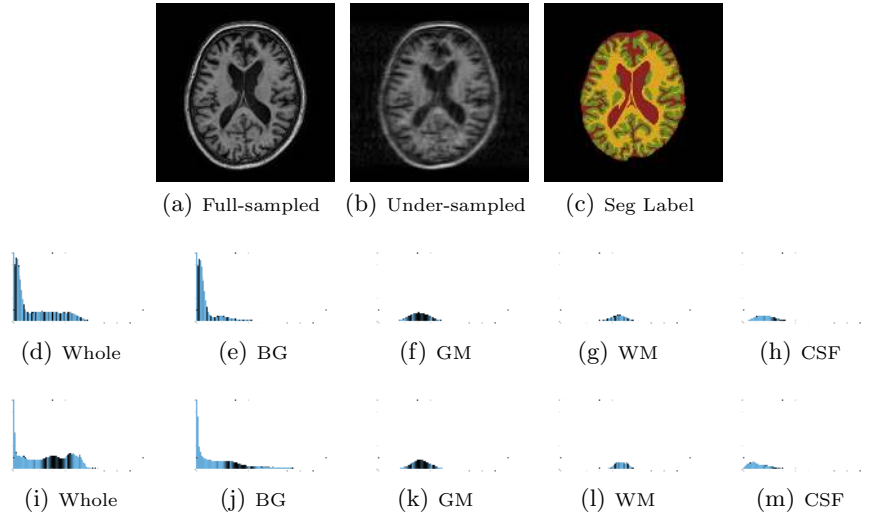 (a) Full-sampled (b) Under-sampled (c) Seg Label
(d) Whole (e) BG (f) GM (g) WM (h) CSF
(i) Whole (j) BG (k) GM (l) WM (m) CSF